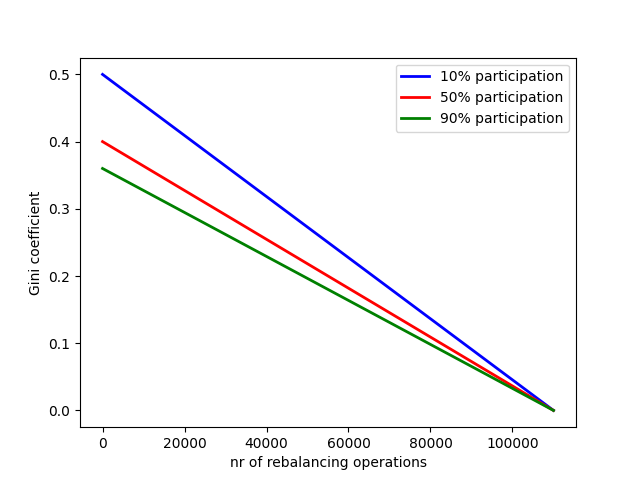 10% participation
50% participation
90% participation
0.5
0.4
0.3
0.2
0.1
0.0
Gini coefficient
0 20000 40000 60000 80000 100000
nr of rebalancing operations